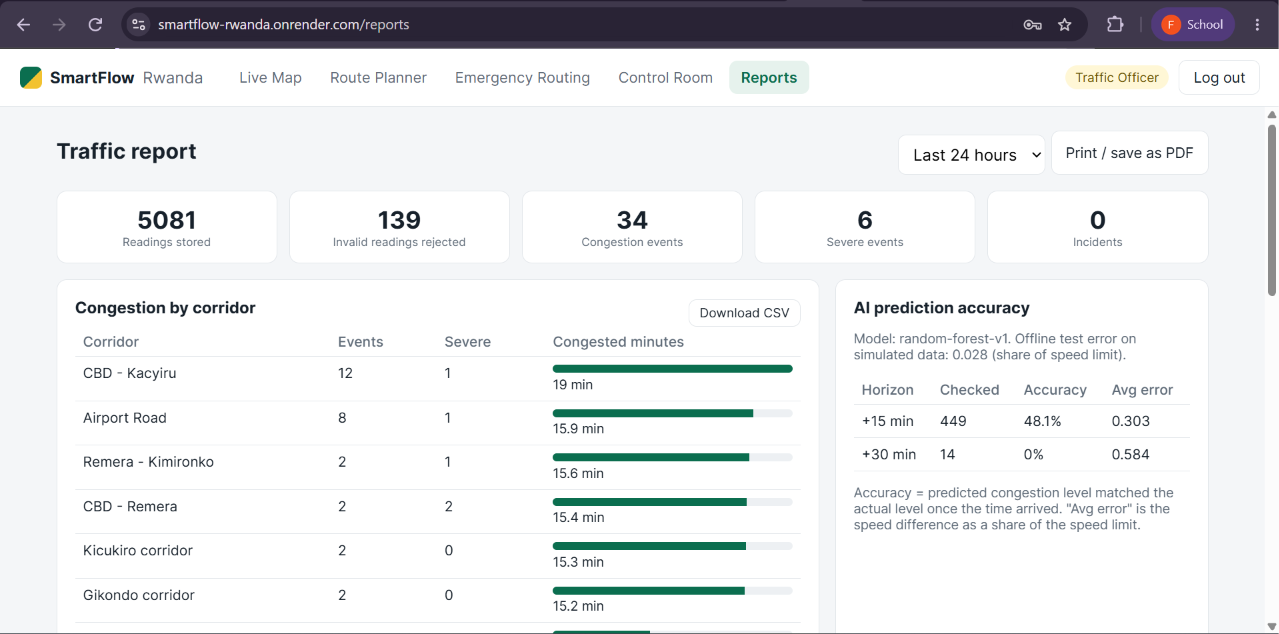 smartflow-rwanda.onrender.com/reports
F School
SmartFlow Rwanda Live Map Route Planner Emergency Routing Control Room Reports Traffic Officer Log out
Traffic report
Last 24 hours
Print / save as PDF
5081
Readings stored
139
Invalid readings rejected
34
Congestion events
6
Severe events
0
Incidents
Congestion by corridor
Download CSV
Corridor Events Severe Congested minutes
CBD - Kacyiru 12 1 19 min
Airport Road 8 1 15.9 min
Remera - Kimironko 2 1 15.6 min
CBD - Remera 2 2 15.4 min
Kicukiro corridor 2 0 15.3 min
Gikondo corridor 2 0 15.2 min
AI prediction accuracy
Model: random-forest-v1. Offline test error on
simulated data: 0.028 (share of speed limit).
Horizon Checked Accuracy Avg error
+15 min 449 48.1% 0.303
+30 min 14 0% 0.584
Accuracy = predicted congestion level matched the
actual level once the time arrived. "Avg error" is the
speed difference as a share of the speed limit.